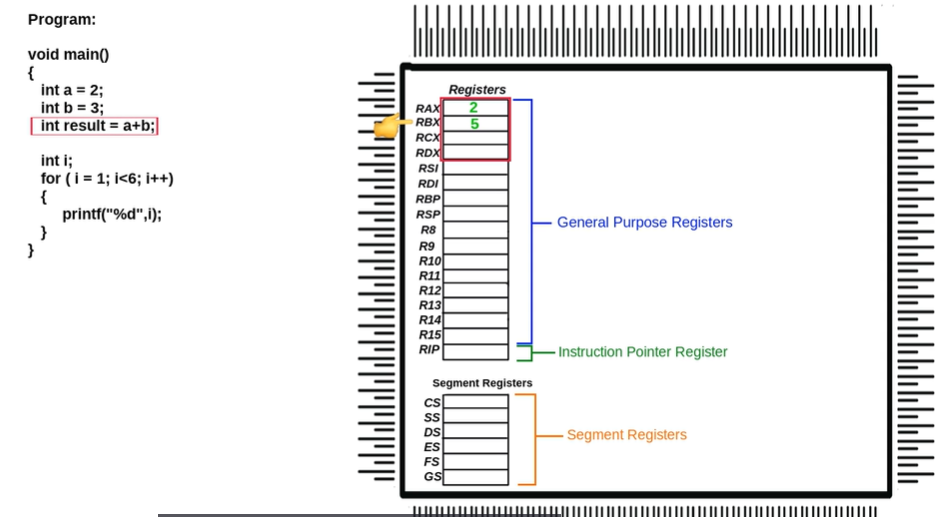 Program:
void main()
{
int a = 2;
int b = 3;
int result = a+b;
int i;
for ( i = 1; i<6; i++)
{
printf("%d",i);
}
}
Registers
RAX 2
RBX 5
RCX
RDX
RSI
RDI
RBP
RSP
R8
R9
R10
R11
R12
R13
R14
R15
RIP
General Purpose Registers
Instruction Pointer Register
Segment Registers
CS
SS
DS
ES
FS
GS
Segment Registers